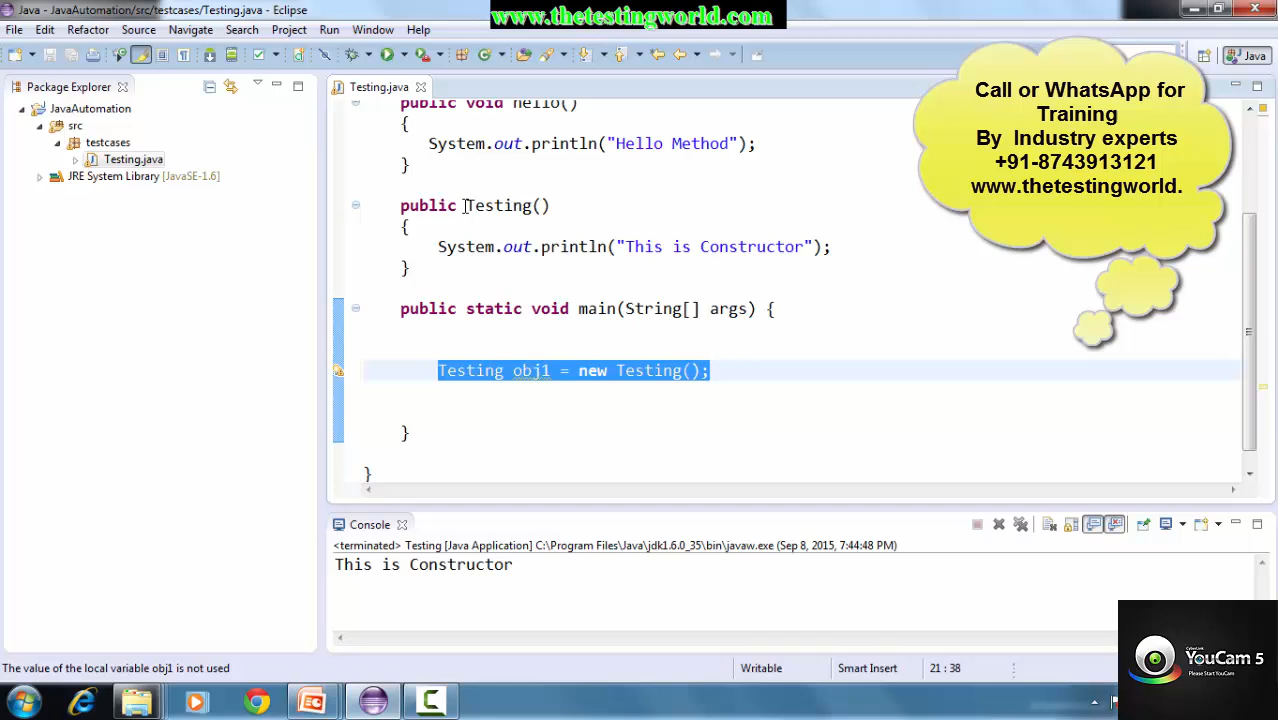 Java - JavaAutomation/src/testcases/Testing.java - Eclipse
www.thetestingworld.com
File Edit Refactor Source Navigate Search Project Run Window Help
Java
Package Explorer
JavaAutomation
src
testcases
Testing.java
JRE System Library [JavaSE-1.6]
Testing.java
public void hello()
{
System.out.println("Hello Method");
}
public Testing()
{
System.out.println("This is Constructor");
}
public static void main(String[] args) {
Testing obj1 = new Testing();
}
}
Call or WhatsApp for
Training
By Industry experts
+91-8743913121
www.thetestingworld.
Console
<terminated> Testing [Java Application] C:\Program Files\Java\jdk1.6.0_35\bin\javaw.exe (Sep 8, 2015, 7:44:48 PM)
This is Constructor
The value of the local variable obj1 is not used
Writable
Smart Insert
21 : 38
CyberLink
YouCam 5
Please Start YouCam